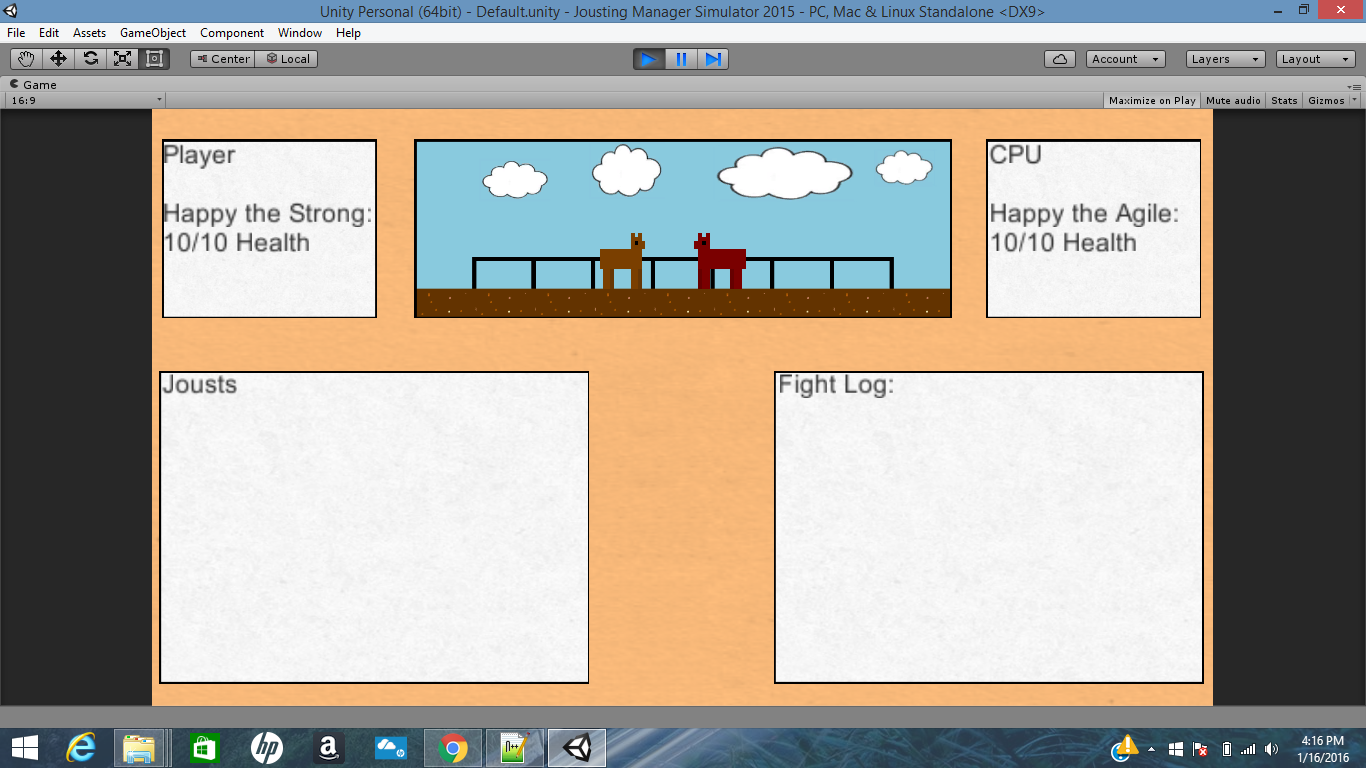 Unity Personal (64bit) - Default.unity - Jousting Manager Simulator 2015 - PC, Mac & Linux Standalone <DX9>
File Edit Assets GameObject Component Window Help
Center Local Account Layers Layout
Game
16:9 Maximize on Play Mute audio Stats Gizmos
Player
Happy the Strong:
10/10 Health
CPU
Happy the Agile:
10/10 Health
Jousts
Fight Log:
hp
a
N++
4:16 PM
1/16/2016